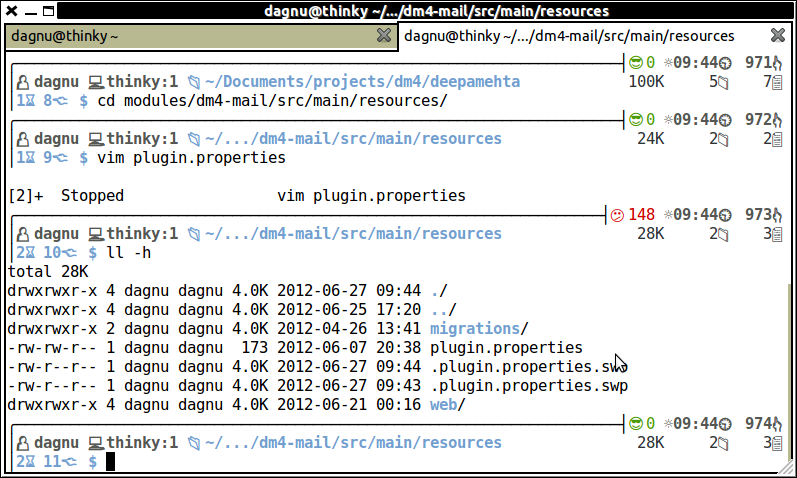 dagnu@thinky ~/.../dm4-mail/src/main/resources
dagnu@thinky ~
dagnu@thinky ~/.../dm4-mail/src/main/resources
0 09:44 971
dagnu thinky:1 ~/Documents/projects/dm4/deepamehta 100K 5 7
1 8 $ cd modules/dm4-mail/src/main/resources/
0 09:44 972
dagnu thinky:1 ~/.../dm4-mail/src/main/resources 24K 2 2
1 9 $ vim plugin.properties
[2]+ Stopped vim plugin.properties
148 09:44 973
dagnu thinky:1 ~/.../dm4-mail/src/main/resources 28K 2 3
2 10 $ ll -h
total 28K
drwxrwxr-x 4 dagnu dagnu 4.0K 2012-06-27 09:44 ./
drwxrwxr-x 4 dagnu dagnu 4.0K 2012-06-25 17:20 ../
drwxrwxr-x 2 dagnu dagnu 4.0K 2012-04-26 13:41 migrations/
-rw-rw-r-- 1 dagnu dagnu 173 2012-06-07 20:38 plugin.properties
-rw-r--r-- 1 dagnu dagnu 4.0K 2012-06-27 09:44 .plugin.properties.swo
-rw-r--r-- 1 dagnu dagnu 4.0K 2012-06-27 09:43 .plugin.properties.swp
drwxrwxr-x 4 dagnu dagnu 4.0K 2012-06-21 00:16 web/
0 09:44 974
dagnu thinky:1 ~/.../dm4-mail/src/main/resources 28K 2 3
2 11 $